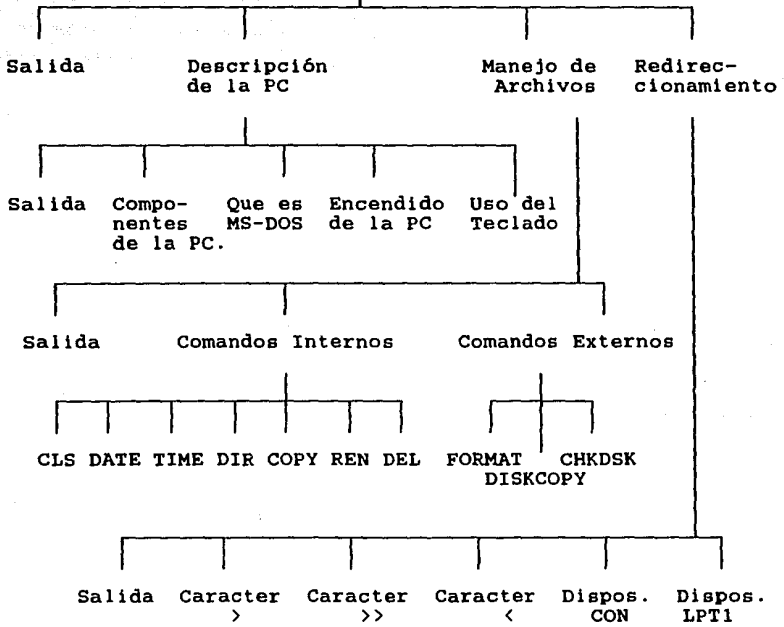 Salida Descripción Manejo de Redirec-
de la PC Archivos cionamiento
Salida Compo- Que es Encendido Uso del
nentes MS-DOS de la PC Teclado
de la PC.
Salida Comandos Internos Comandos Externos
CLS DATE TIME DIR COPY REN DEL FORMAT CHKDSK
DISKCOPY
Salida Caracter Caracter Caracter Dispos. Dispos.
> >> < CON LPT1